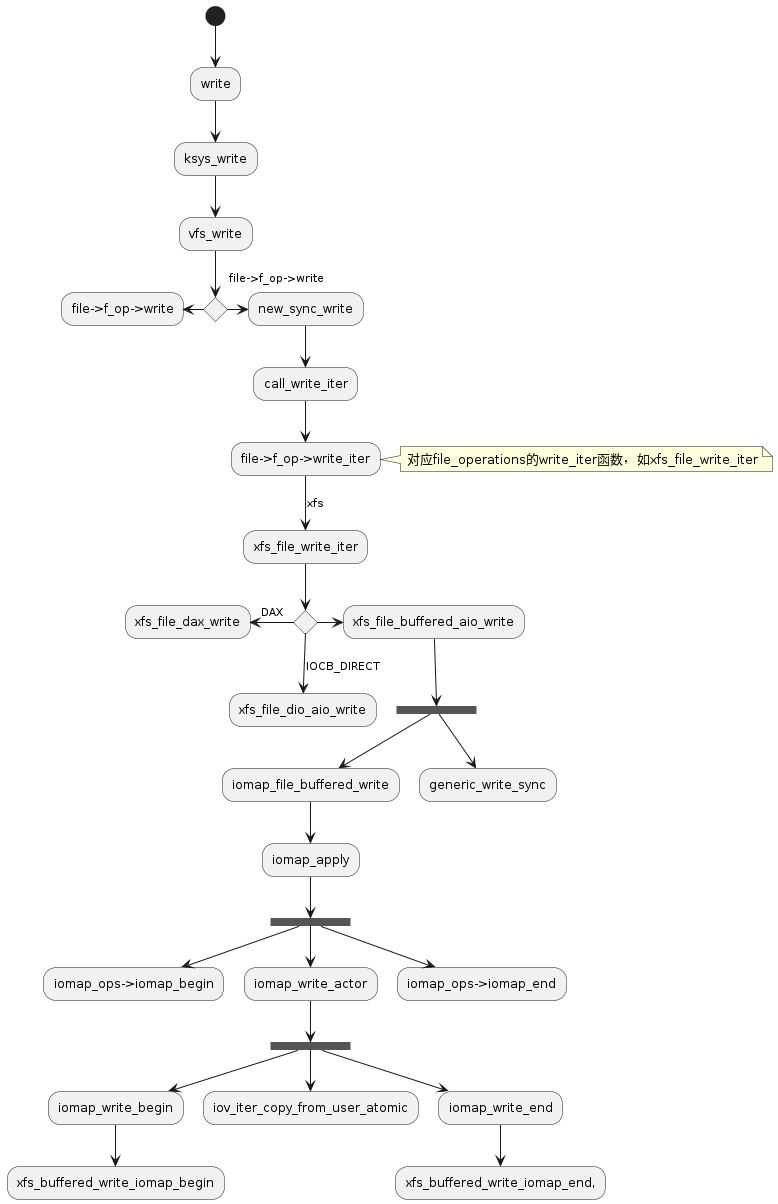 write
ksys_write
vfs_write
file->f_op->write
file->f_op->write
new_sync_write
call_write_iter
file->f_op->write_iter
对应file_operations的write_iter函数，如xfs_file_write_iter
xfs
xfs_file_write_iter
xfs_file_dax_write
DAX
xfs_file_buffered_aio_write
IOCB_DIRECT
xfs_file_dio_aio_write
iomap_file_buffered_write
generic_write_sync
iomap_apply
iomap_ops->iomap_begin
iomap_write_actor
iomap_ops->iomap_end
iomap_write_begin
iov_iter_copy_from_user_atomic
iomap_write_end
xfs_buffered_write_iomap_begin
xfs_buffered_write_iomap_end,